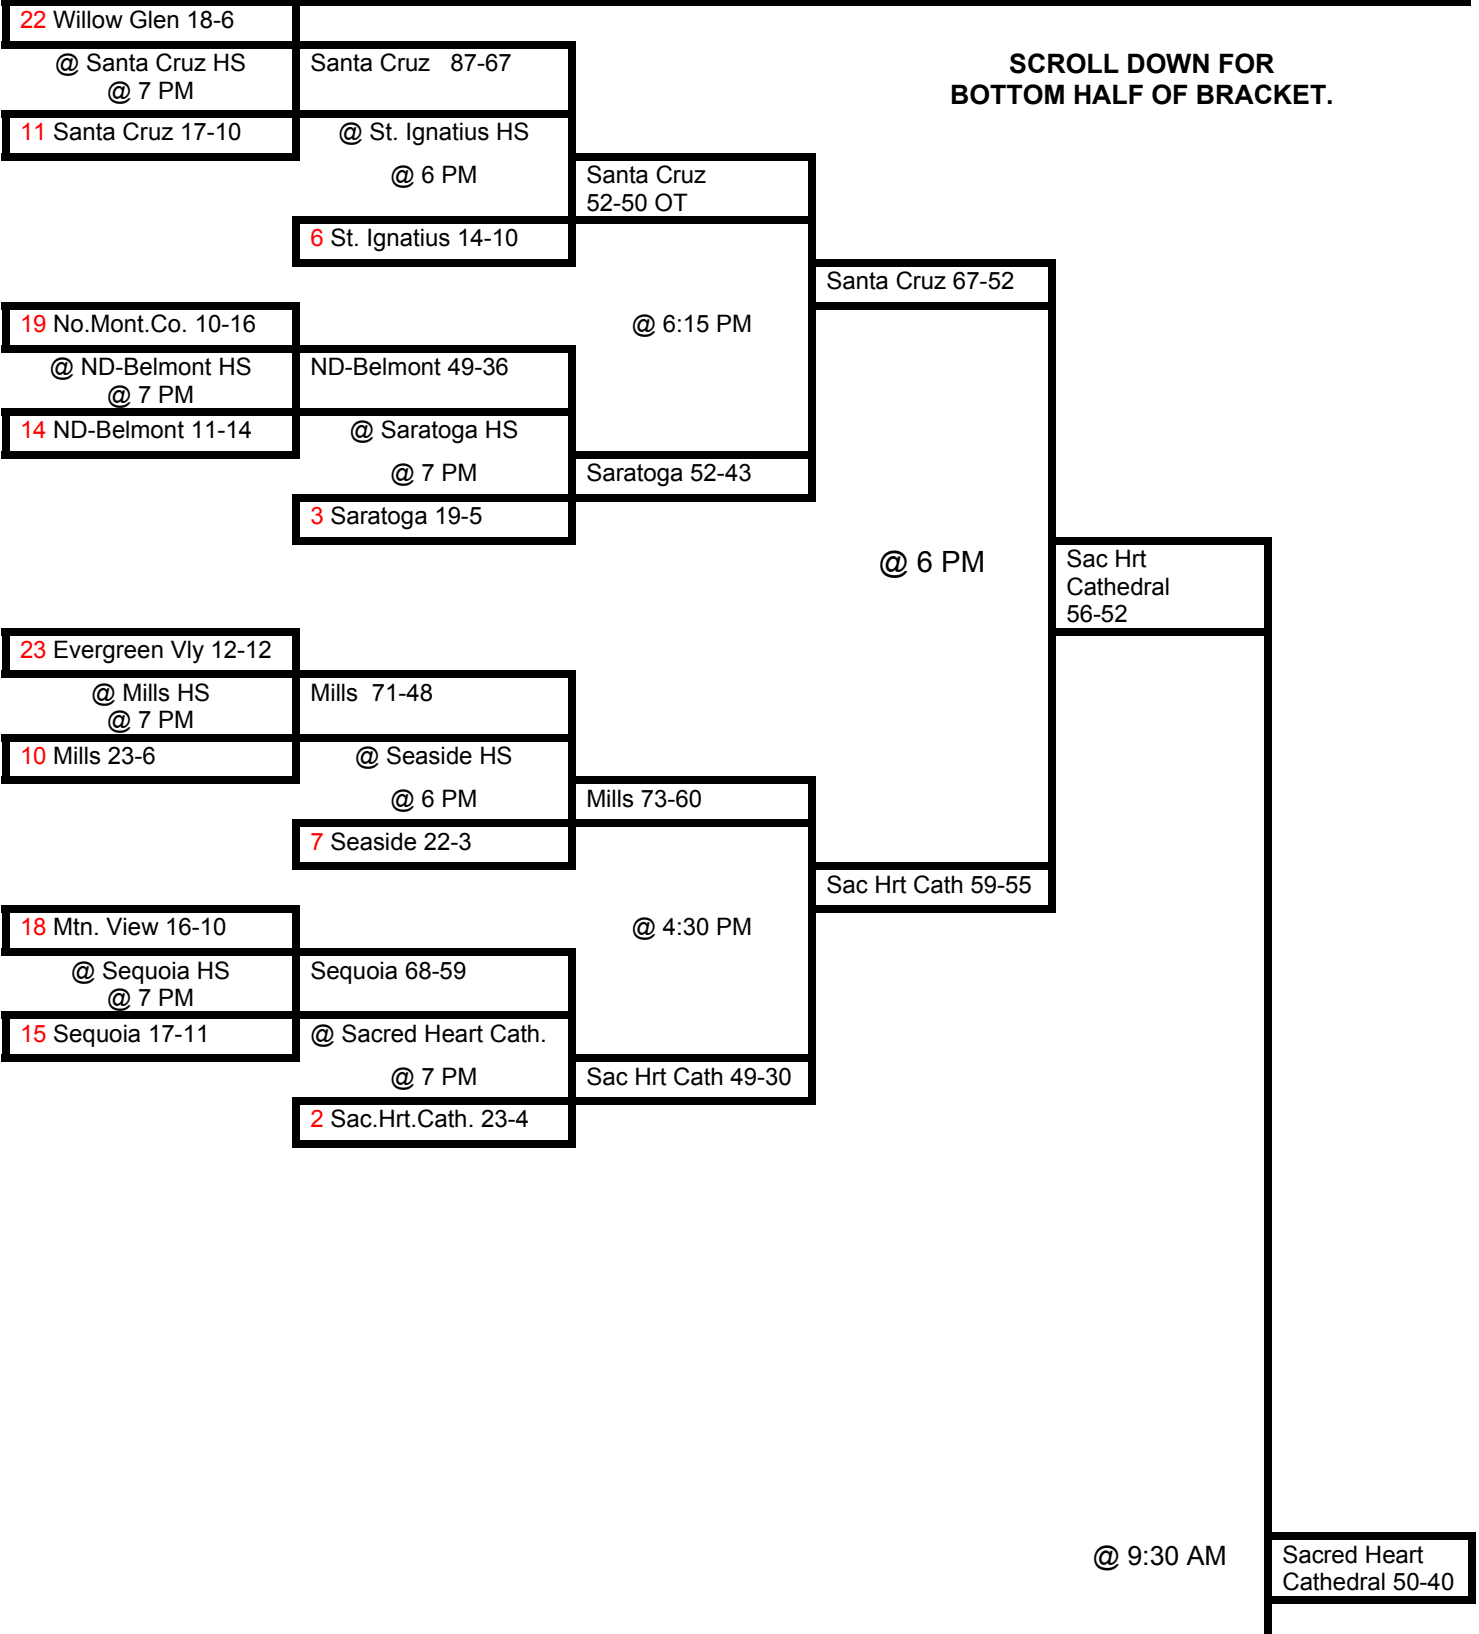 22 Willow Glen 18-6
@ Santa Cruz HS
@ 7 PM
Santa Cruz 87-67
SCROLL DOWN FOR
BOTTOM HALF OF BRACKET.
11 Santa Cruz 17-10
@ St. Ignatius HS
@ 6 PM
Santa Cruz
52-50 OT
6 St. Ignatius 14-10
Santa Cruz 67-52
19 No.Mont.Co. 10-16
@ 6:15 PM
@ ND-Belmont HS
@ 7 PM
ND-Belmont 49-36
14 ND-Belmont 11-14
@ Saratoga HS
@ 7 PM
Saratoga 52-43
3 Saratoga 19-5
@ 6 PM
Sac Hrt
Cathedral
56-52
23 Evergreen Vly 12-12
@ Mills HS
@ 7 PM
Mills 71-48
10 Mills 23-6
@ Seaside HS
@ 6 PM
Mills 73-60
7 Seaside 22-3
Sac Hrt Cath 59-55
18 Mtn. View 16-10
@ 4:30 PM
@ Sequoia HS
@ 7 PM
Sequoia 68-59
15 Sequoia 17-11
@ Sacred Heart Cath.
@ 7 PM
Sac Hrt Cath 49-30
2 Sac.Hrt.Cath. 23-4
@ 9:30 AM
Sacred Heart
Cathedral 50-40